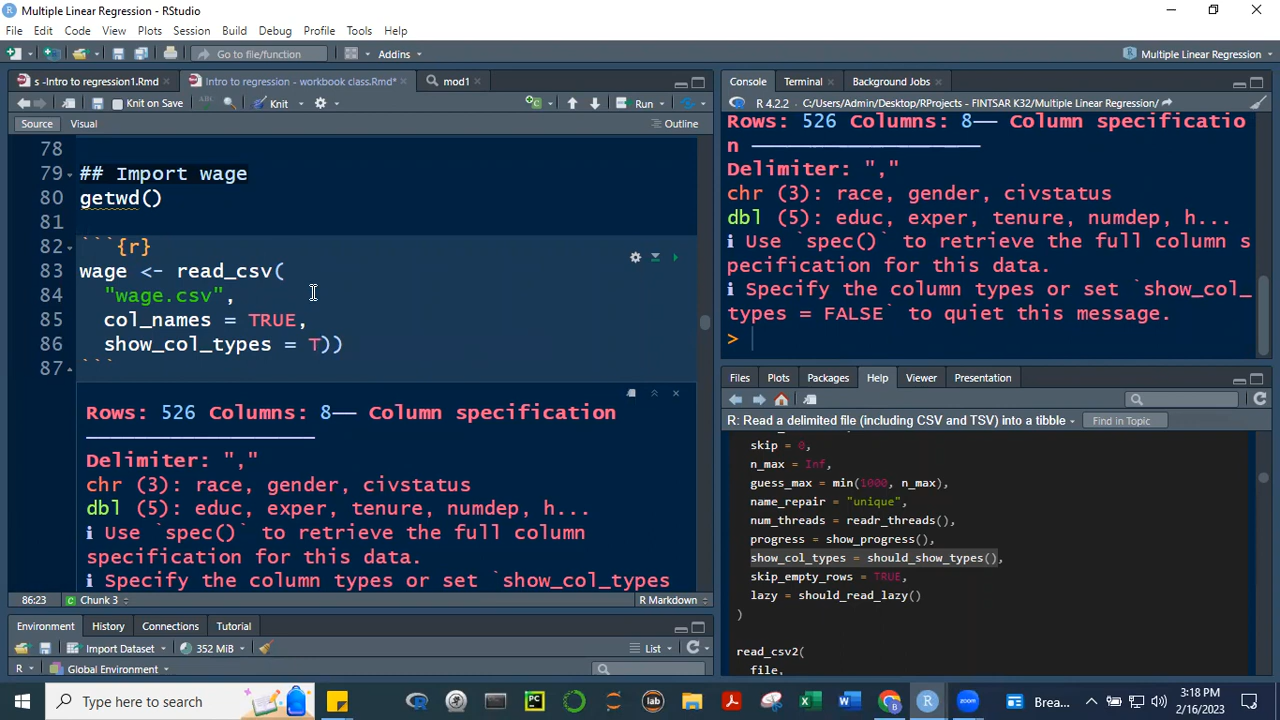 Multiple Linear Regression - RStudio
File Edit Code View Plots Session Build Debug Profile Tools Help
Go to file/function Addins Multiple Linear Regression
s -Intro to regression1.Rmd Intro to regression - workbook class.Rmd* mod1
Knit on Save ABC Knit Run
Source Visual Outline
78
79 ## Import wage
80 getwd()
81
82 ```{r}
83 wage <- read_csv(
84 "wage.csv",
85 col_names = TRUE,
86 show_col_types = T))
87 ```
Rows: 526 Columns: 8── Column specification
────────────────────
Delimiter: ","
chr (3): race, gender, civstatus
dbl (5): educ, exper, tenure, numdep, h...
ℹ Use `spec()` to retrieve the full column
specification for this data.
ℹ Specify the column types or set `show_col_types
86:23 Chunk 3 R Markdown
Environment History Connections Tutorial
Import Dataset 352 MiB List
R Global Environment
Console Terminal Background Jobs
R 4.2.2 . C:/Users/Admin/Desktop/RProjects - FINTSAR K32/Multiple Linear Regression/
Rows: 526 Columns: 8── Column specificatio
n ────────────────────
Delimiter: ","
chr (3): race, gender, civstatus
dbl (5): educ, exper, tenure, numdep, h...
ℹ Use `spec()` to retrieve the full column s
pecification for this data.
ℹ Specify the column types or set `show_col_
types = FALSE` to quiet this message.
>
Files Plots Packages Help Viewer Presentation
R: Read a delimited file (including CSV and TSV) into a tibble Find in Topic
skip = 0,
n_max = Inf,
guess_max = min(1000, n_max),
name_repair = "unique",
num_threads = readr_threads(),
progress = show_progress(),
show_col_types = should_show_types(),
skip_empty_rows = TRUE,
lazy = should_read_lazy()
)
read_csv2(
file,
Type here to search
PC
lab
zoom
Brea...
3:18 PM
2/16/2023